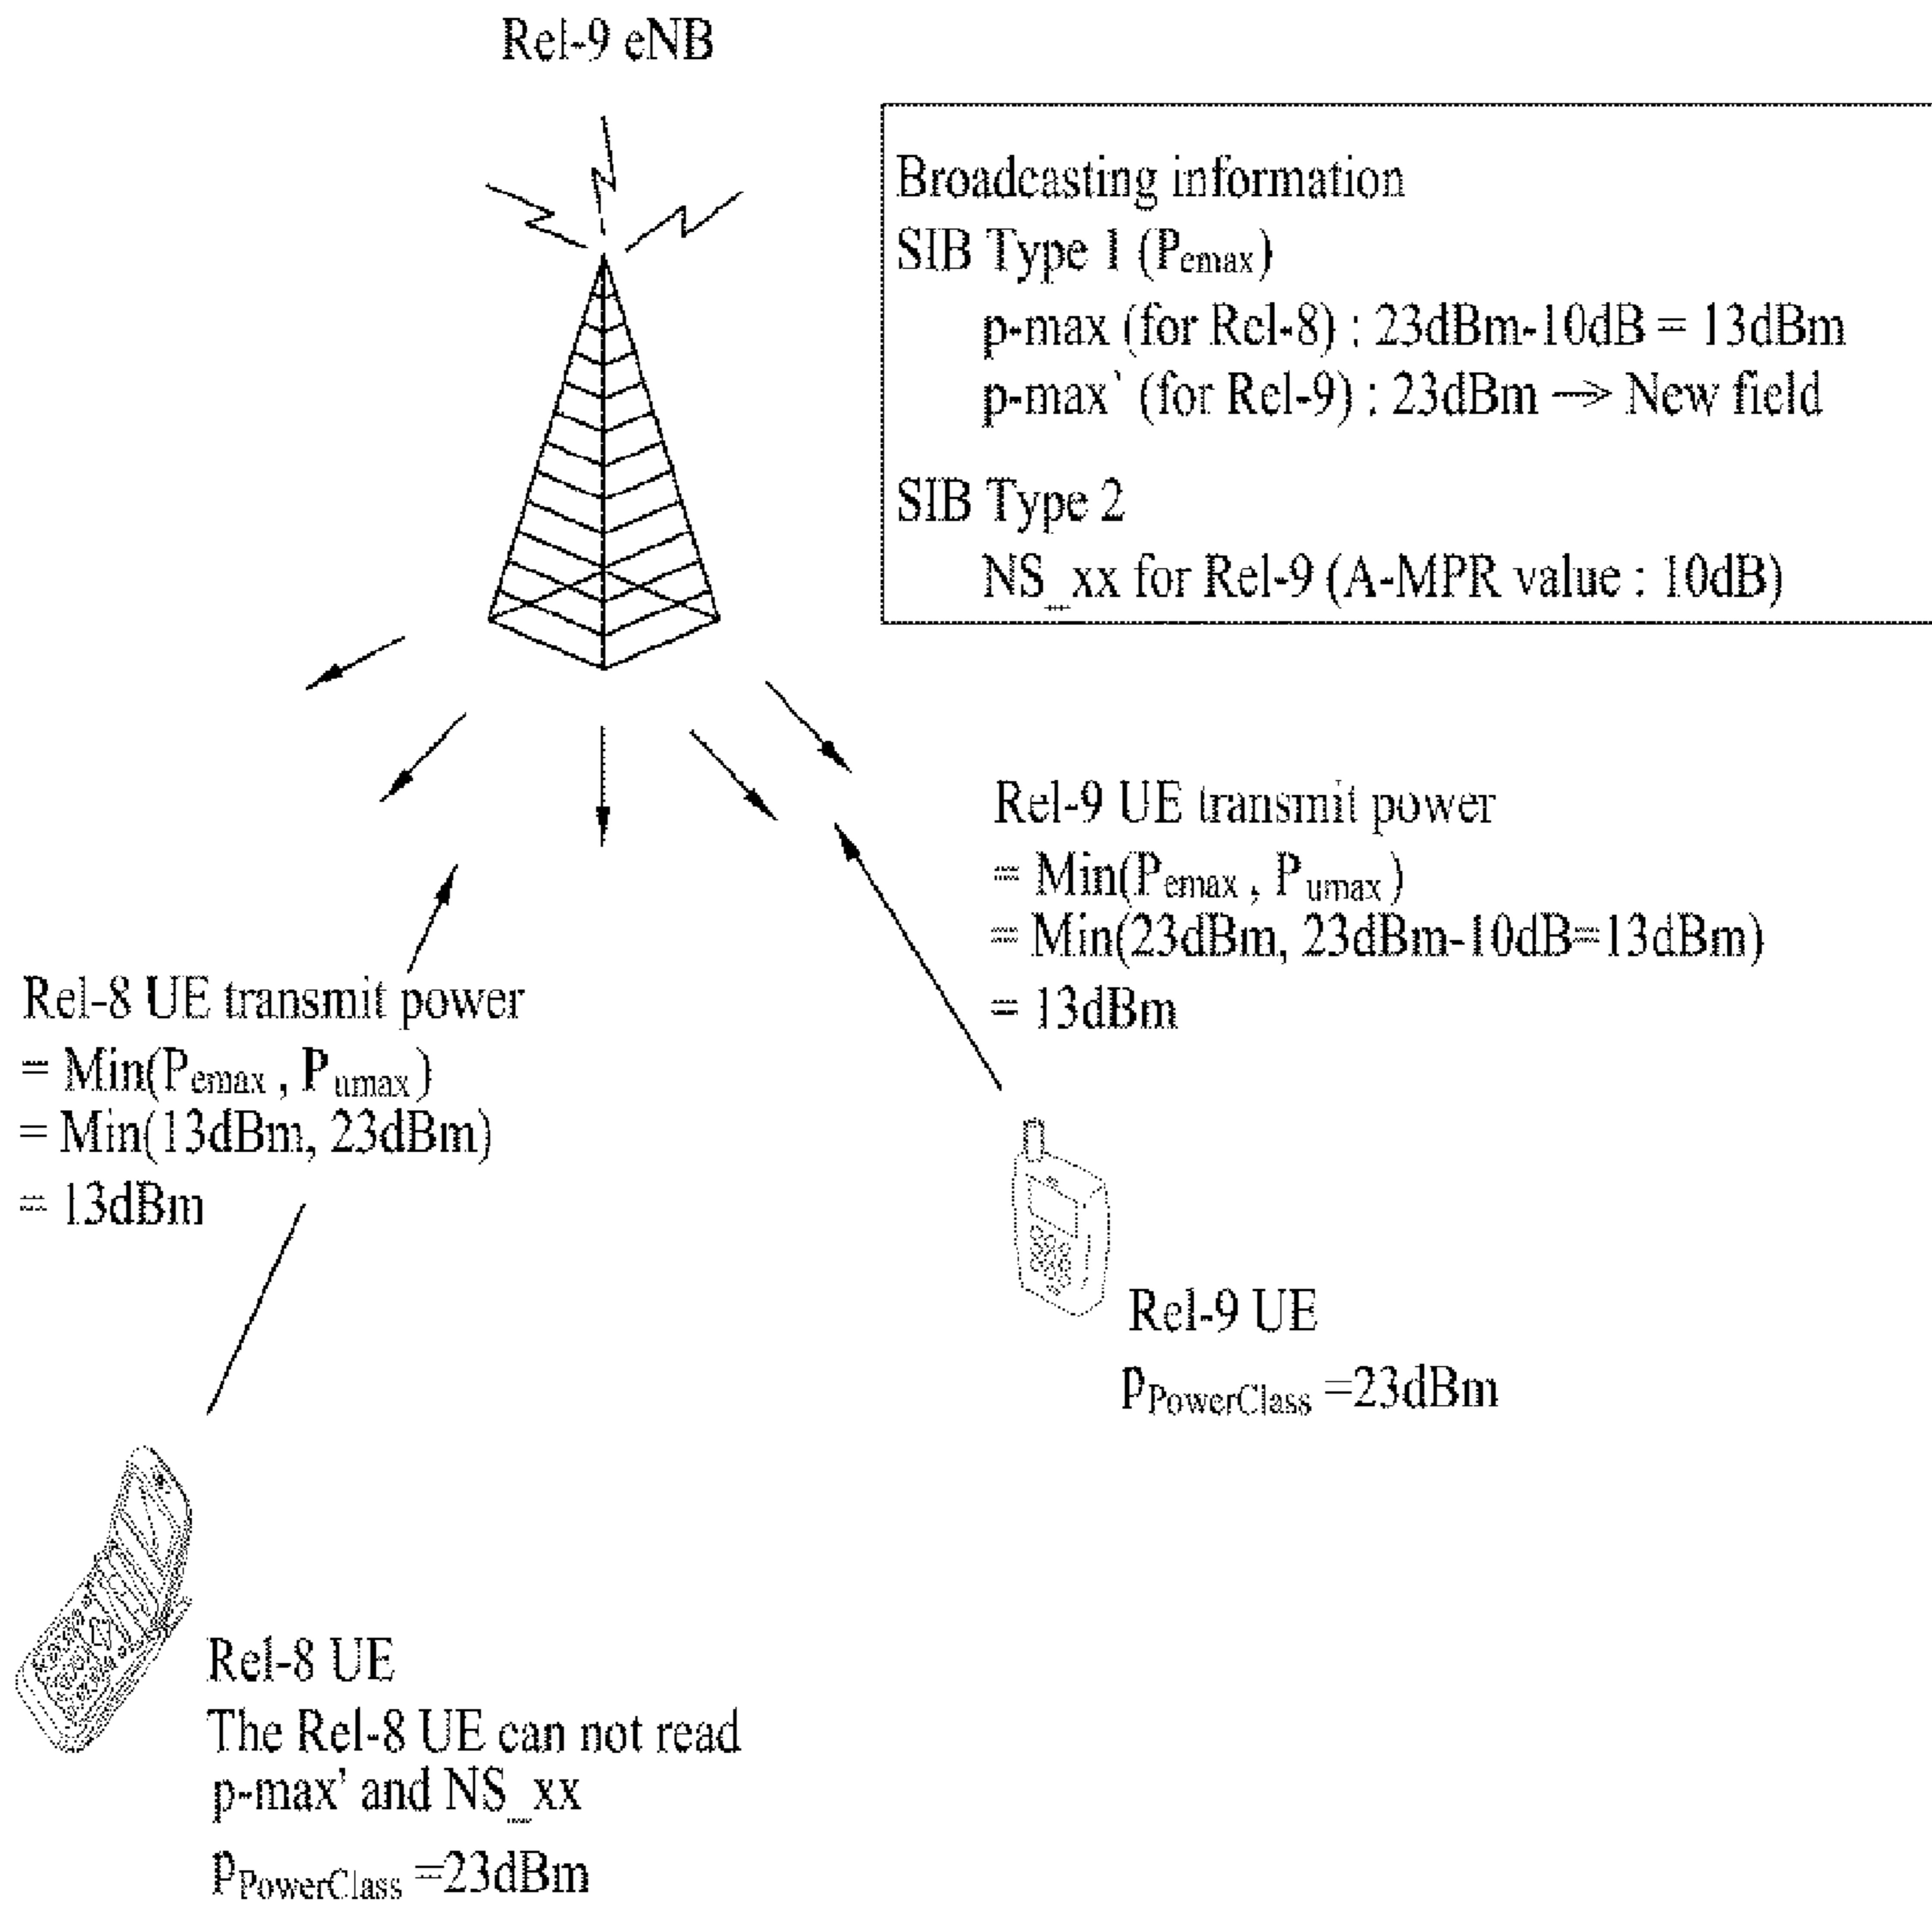 Rel-9 eNB
Broadcasting information
SIB Type 1 (Pemax)
p-max (for Rel-8) : 23dBm-10dB = 13dBm
p-max` (for Rel-9) : 23dBm → New field
SIB Type 2
NS_xx for Rel-9 (A-MPR value : 10dB)
Rel-9 UE transmit power
= Min(Pemax , Pumax)
= Min(23dBm, 23dBm-10dB=13dBm)
= 13dBm
Rel-8 UE transmit power
= Min(Pemax , Pumax)
= Min(13dBm, 23dBm)
= 13dBm
Rel-9 UE
pPowerClass =23dBm
Rel-8 UE
The Rel-8 UE can not read
p-max' and NS_xx
pPowerClass =23dBm